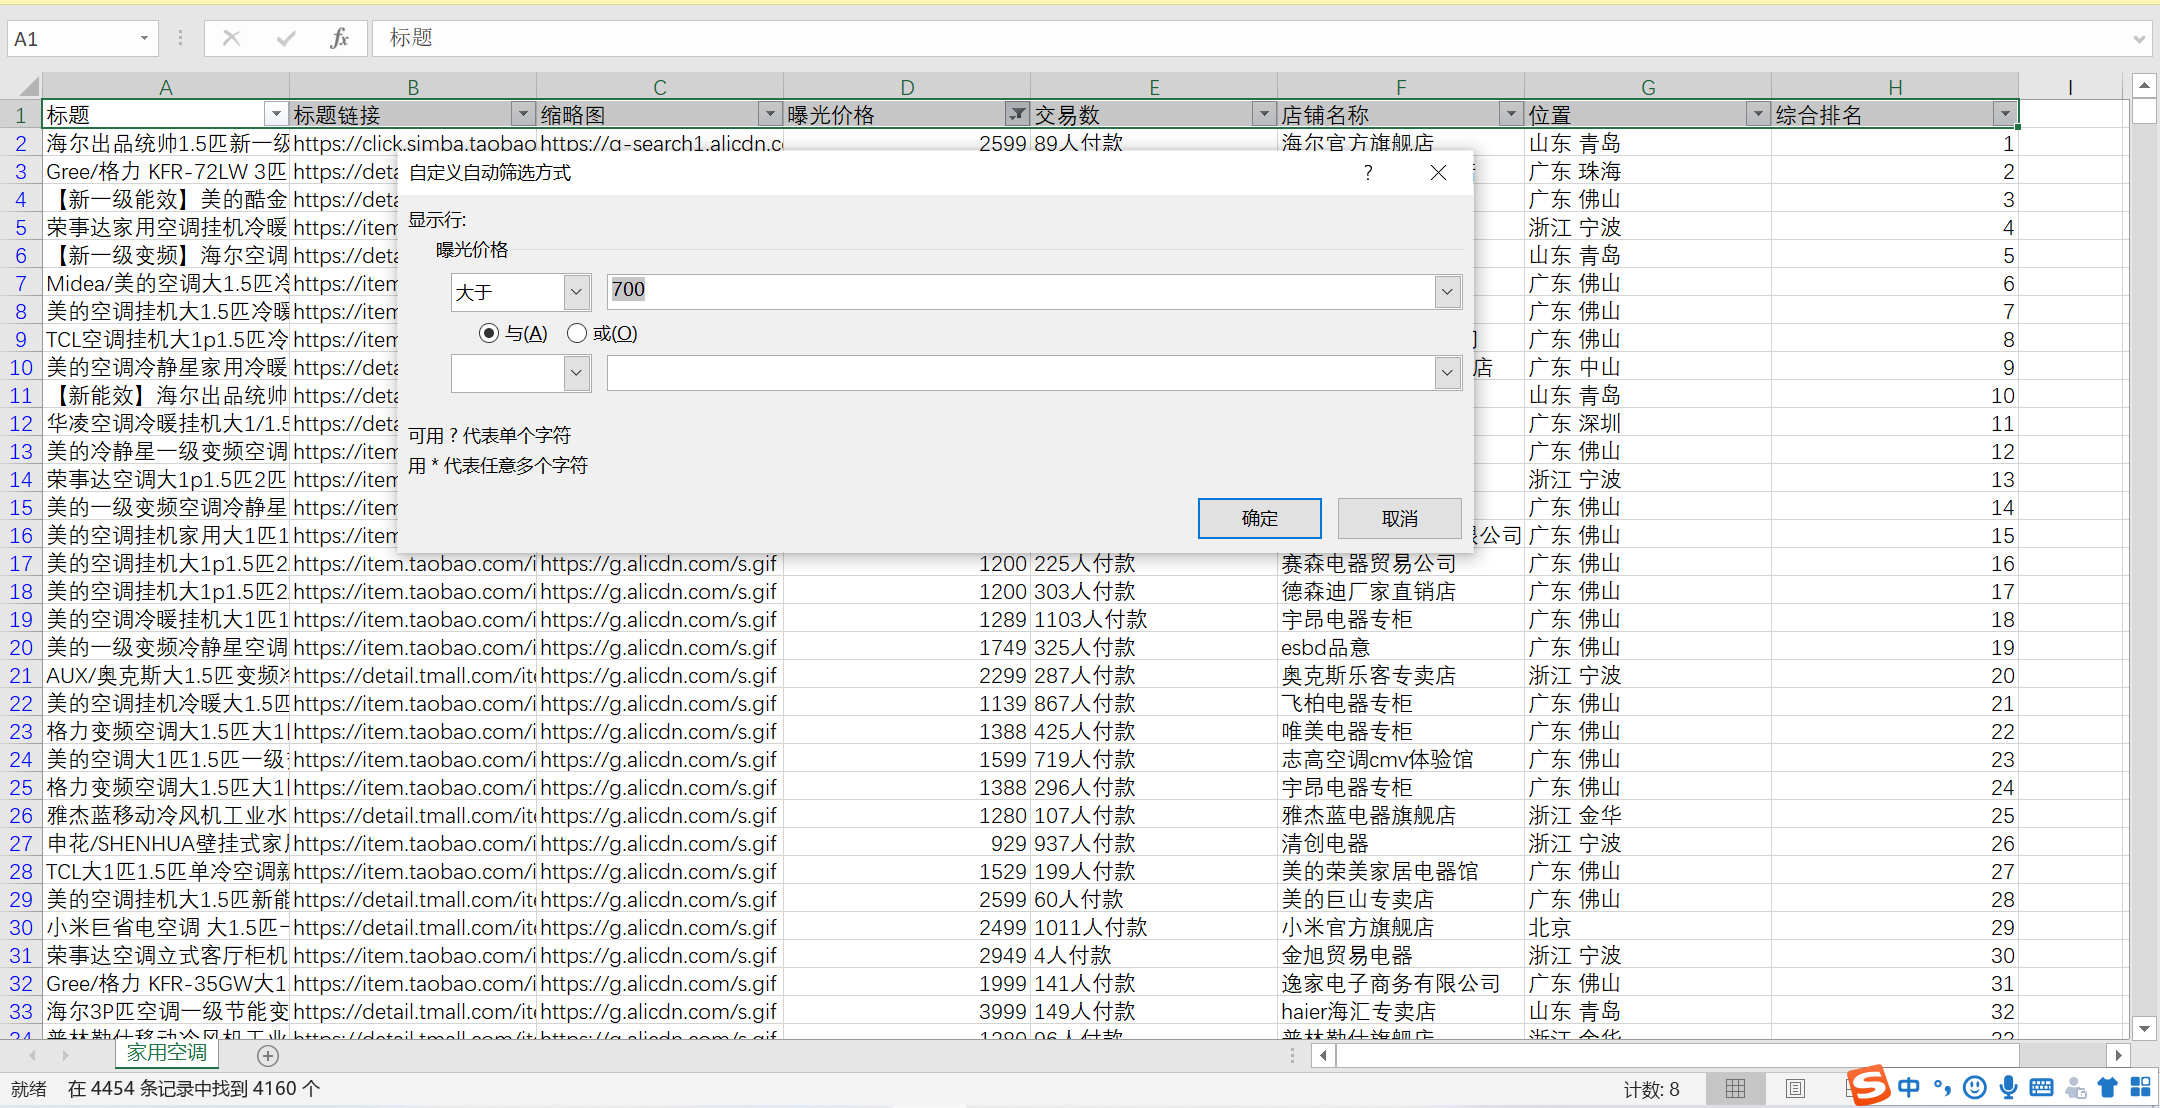 A1 fx 标题
A B C D E F G H I
1 标题 标题链接 缩略图 曝光价格 交易数 店铺名称 位置 综合排名
2 海尔出品统帅1.5匹新一级 https://click.simba.taobao https://g-search1.alicdn.c 2599 89人付款 海尔官方旗舰店 山东 青岛 1
3 Gree/格力 KFR-72LW 3匹 https://deta 广东 珠海 2
4 【新一级能效】美的酷金 https://deta 广东 佛山 3
5 荣事达家用空调挂机冷暖 https://item 浙江 宁波 4
6 【新一级变频】海尔空调 https://deta 山东 青岛 5
7 Midea/美的空调大1.5匹冷 https://item 广东 佛山 6
8 美的空调挂机大1.5匹冷暖 https://item 广东 佛山 7
9 TCL空调挂机大1p1.5匹冷 https://item 广东 佛山 8
10 美的空调冷静星家用冷暖 https://deta 店 广东 中山 9
11 【新能效】海尔出品统帅 https://deta 山东 青岛 10
12 华凌空调冷暖挂机大1/1.5 https://deta 广东 深圳 11
13 美的冷静星一级变频空调 https://item 广东 佛山 12
14 荣事达空调大1p1.5匹2匹 https://item 浙江 宁波 13
15 美的一级变频空调冷静星 https://item 广东 佛山 14
16 美的空调挂机家用大1匹1 https://item 限公司 广东 佛山 15
17 美的空调挂机大1p1.5匹2 https://item.taobao.com/i https://g.alicdn.com/s.gif 1200 225人付款 赛森电器贸易公司 广东 佛山 16
18 美的空调挂机大1p1.5匹2 https://item.taobao.com/i https://g.alicdn.com/s.gif 1200 303人付款 德森迪厂家直销店 广东 佛山 17
19 美的空调冷暖挂机大1匹1 https://item.taobao.com/i https://g.alicdn.com/s.gif 1289 1103人付款 宇昂电器专柜 广东 佛山 18
20 美的一级变频冷静星空调 https://item.taobao.com/i https://g.alicdn.com/s.gif 1749 325人付款 esbd品意 广东 佛山 19
21 AUX/奥克斯大1.5匹变频冷 https://detail.tmall.com/ite https://g.alicdn.com/s.gif 2299 287人付款 奥克斯乐客专卖店 浙江 宁波 20
22 美的空调挂机冷暖大1.5匹 https://item.taobao.com/i https://g.alicdn.com/s.gif 1139 867人付款 飞柏电器专柜 广东 佛山 21
23 格力变频空调大1.5匹大1 https://item.taobao.com/i https://g.alicdn.com/s.gif 1388 425人付款 唯美电器专柜 广东 佛山 22
24 美的空调大1匹1.5匹一级 https://item.taobao.com/i https://g.alicdn.com/s.gif 1599 719人付款 志高空调cmv体验馆 广东 佛山 23
25 格力变频空调大1.5匹大1 https://item.taobao.com/i https://g.alicdn.com/s.gif 1388 296人付款 宇昂电器专柜 广东 佛山 24
26 雅杰蓝移动冷风机工业水 https://detail.tmall.com/ite https://g.alicdn.com/s.gif 1280 107人付款 雅杰蓝电器旗舰店 浙江 金华 25
27 申花/SHENHUA壁挂式家 https://item.taobao.com/i https://g.alicdn.com/s.gif 929 937人付款 清创电器 浙江 宁波 26
28 TCL大1匹1.5匹单冷空调新 https://item.taobao.com/i https://g.alicdn.com/s.gif 1529 199人付款 美的荣美家居电器馆 广东 佛山 27
29 美的空调挂机大1.5匹新能 https://detail.tmall.com/ite https://g.alicdn.com/s.gif 2599 60人付款 美的巨山专卖店 广东 佛山 28
30 小米巨省电空调 大1.5匹一 https://detail.tmall.com/ite https://g.alicdn.com/s.gif 2499 1011人付款 小米官方旗舰店 北京 29
31 荣事达空调立式客厅柜机 https://item.taobao.com/i https://g.alicdn.com/s.gif 2949 4人付款 金旭贸易电器 浙江 宁波 30
32 Gree/格力 KFR-35GW大1. https://item.taobao.com/i https://g.alicdn.com/s.gif 1999 141人付款 逸家电子商务有限公司 广东 佛山 31
33 海尔3P匹空调一级节能变 https://detail.tmall.com/ite https://g.alicdn.com/s.gif 3999 149人付款 haier海汇专卖店 山东 青岛 32
34 普林勒仕移动冷风机工业 https://detail.tmall.com/ite https://g.alicdn.com/s.gif 1280 96人付款 普林勒仕旗舰店 浙江 金华 33
自定义自动筛选方式 ?
显示行:
曝光价格
大于 700
与(A) 或(O)
可用 ? 代表单个字符
用 * 代表任意多个字符
确定 取消
家用空调
就绪 在 4454 条记录中找到 4160 个 计数: 8
S 中